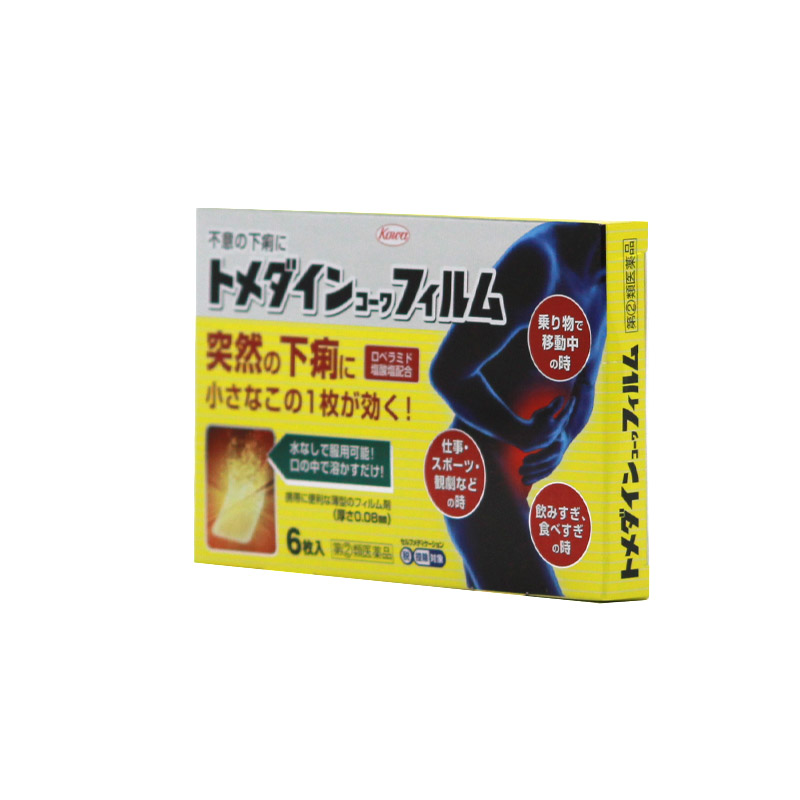 Kowa
不意の下痢に
トメダインコーワフィルム
突然の下痢に
ロペラミド
塩酸塩配合
小さなこの1枚が効く!
水なしで服用可能!
口の中で溶かすだけ!
携帯に便利な薄型のフィルム剤
(厚さ0.08mm)
6枚入
第②類医薬品
セルフメディケーション
税 控除 対象
乗り物で
移動中
の時
仕事・
スポーツ・
観劇など
の時
飲みすぎ、
食べすぎ
の時
第②類医薬品
トメダインコーワフィルム